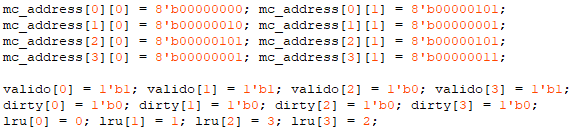 mc_address[0][0] = 8'b00000000; mc_address[0][1] = 8'b00000101;
mc_address[1][0] = 8'b00000010; mc_address[1][1] = 8'b00000001;
mc_address[2][0] = 8'b00000101; mc_address[2][1] = 8'b00000101;
mc_address[3][0] = 8'b00000001; mc_address[3][1] = 8'b00000011;
valido[0] = 1'b1; valido[1] = 1'b1; valido[2] = 1'b0; valido[3] = 1'b1;
dirty[0] = 1'b0; dirty[1] = 1'b0; dirty[2] = 1'b0; dirty[3] = 1'b0;
lru[0] = 0; lru[1] = 1; lru[2] = 3; lru[3] = 2;